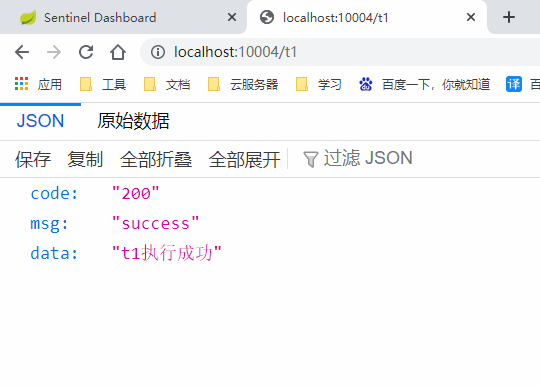 Sentinel Dashboard
localhost:10004/t1
localhost:10004/t1
应用 工具 文档 云服务器 学习 百度一下，你就知道 译 百
JSON 原始数据
保存 复制 全部折叠 全部展开 过滤 JSON
code: "200"
msg: "success"
data: "t1执行成功"